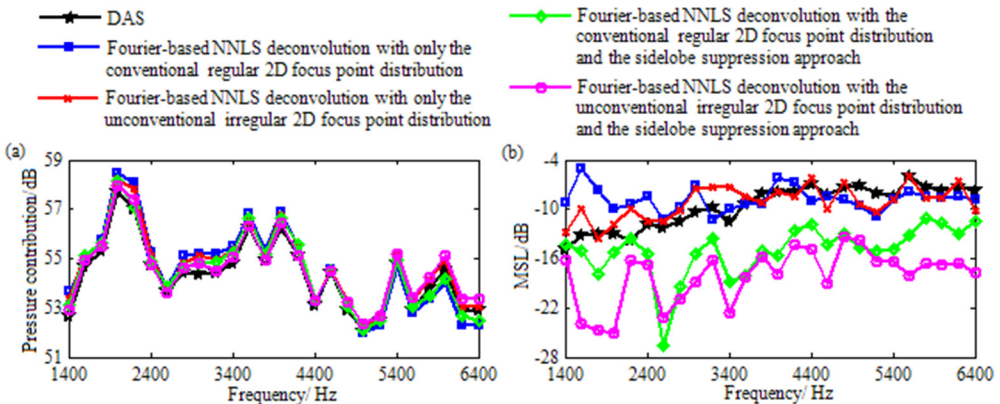 DAS
Fourier-based NNLS deconvolution with only the
conventional regular 2D focus point distribution
Fourier-based NNLS deconvolution with only the
unconventional irregular 2D focus point distribution
Fourier-based NNLS deconvolution with the
conventional regular 2D focus point distribution
and the sidelobe suppression approach
Fourier-based NNLS deconvolution with the
unconventional irregular 2D focus point distribution
and the sidelobe suppression approach
(a)
Pressure contribution/ dB
59
57
55
53
51
1400 2400 3400 4400 5400 6400
Frequency/ Hz
(b)
MSL/ dB
-4
-10
-16
-22
-28
1400 2400 3400 4400 5400 6400
Frequency/ Hz